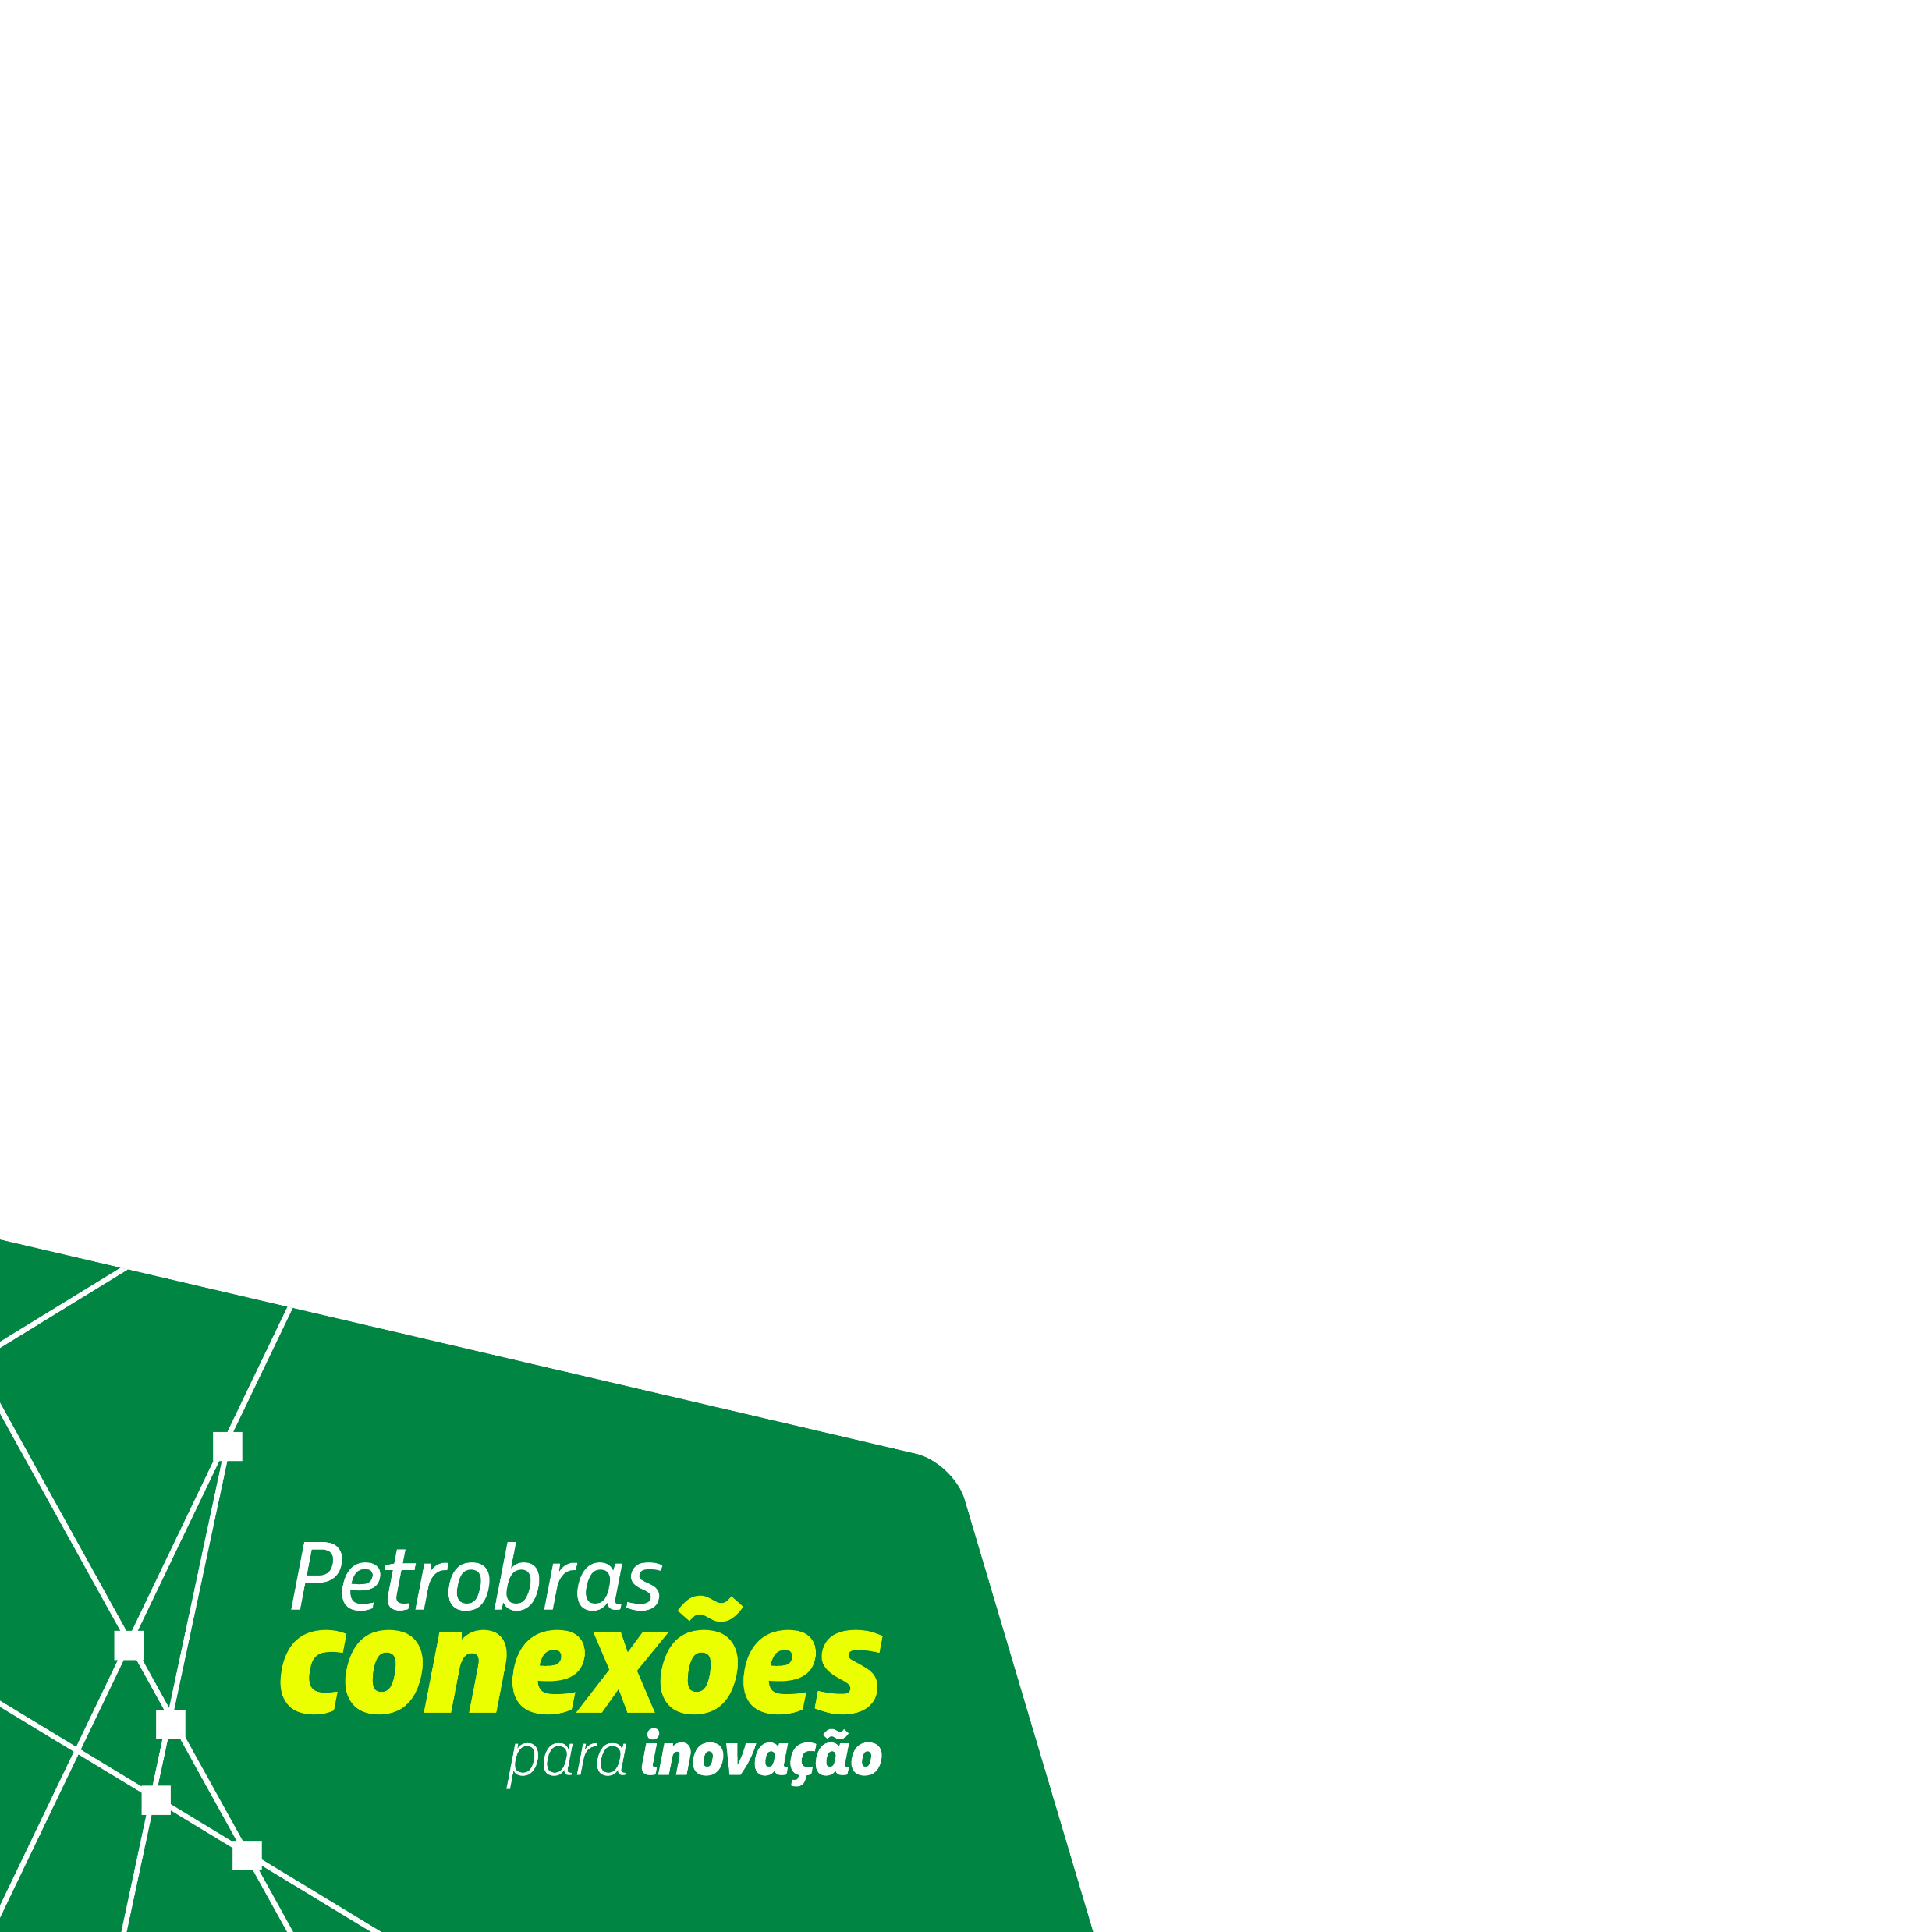 Petrobras
conexões
para inovação